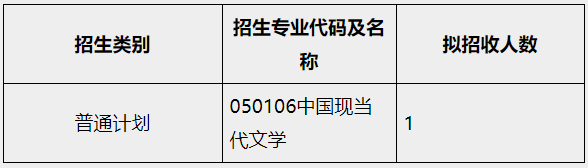 招生类别
招生专业代码及名
称
拟招收人数
普通计划
050106中国现当
代文学
1